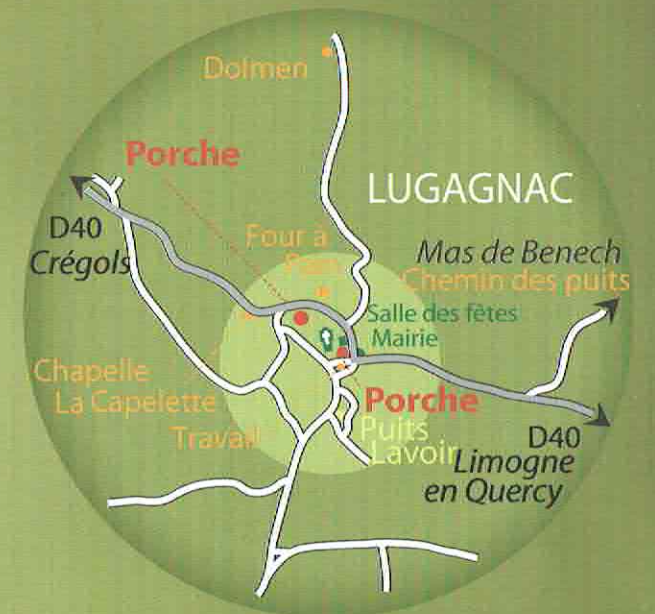 Dolmen
Porche
LUGAGNAC
D40
Crégols
Four à
Pain
Mas de Benech
Chemin des puits
Salle des fêtes
Mairie
Chapelle
La Capelette
Travail
Porche
Puits
Lavoir
D40
Limogne
en Quercy